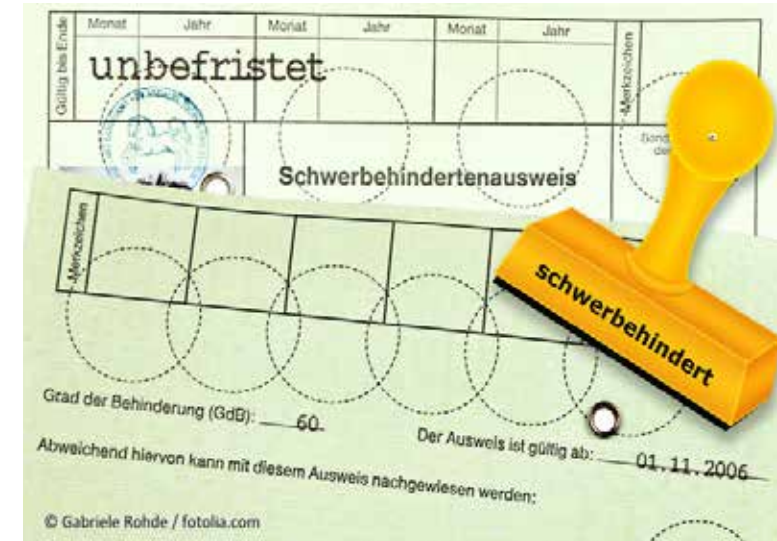 Monat Jahr Monat Jahr Monat Jahr
Gültig bis Ende
unbefristet
Merkzeichen
Schwerbehindertenausweis
Merkzeichen
schwerbehindert
Grad der Behinderung (GdB): 60
Der Ausweis ist gültig ab: 01.11.2006
Abweichend hiervon kann mit diesem Ausweis nachgewiesen werden:
© Gabriele Rohde / fotolia.com